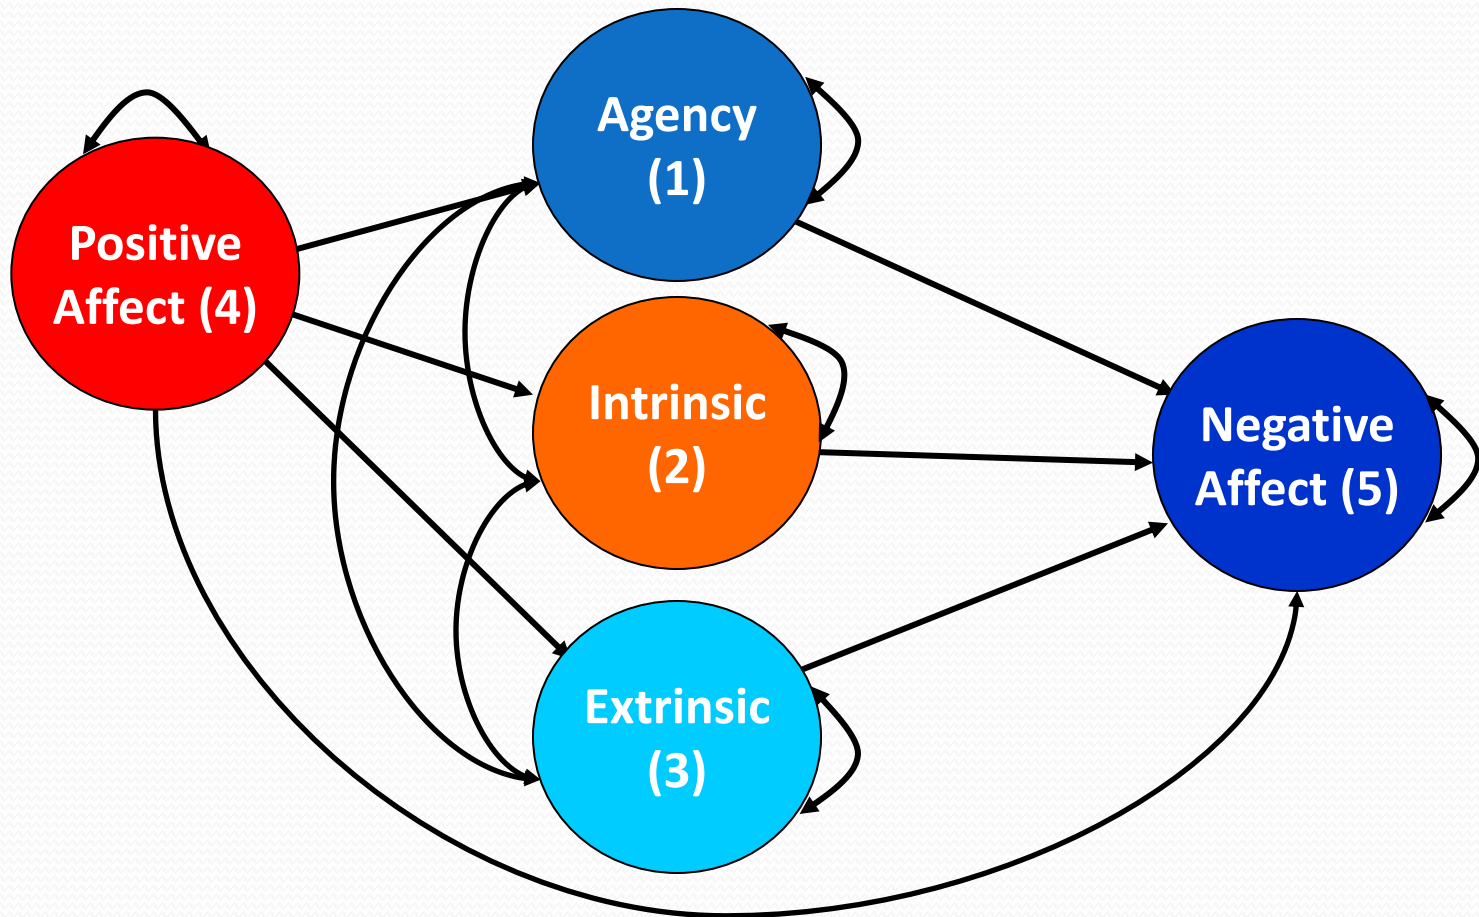 Agency
(1)
Positive
Affect (4)
Intrinsic
(2)
Negative
Affect (5)
Extrinsic
(3)